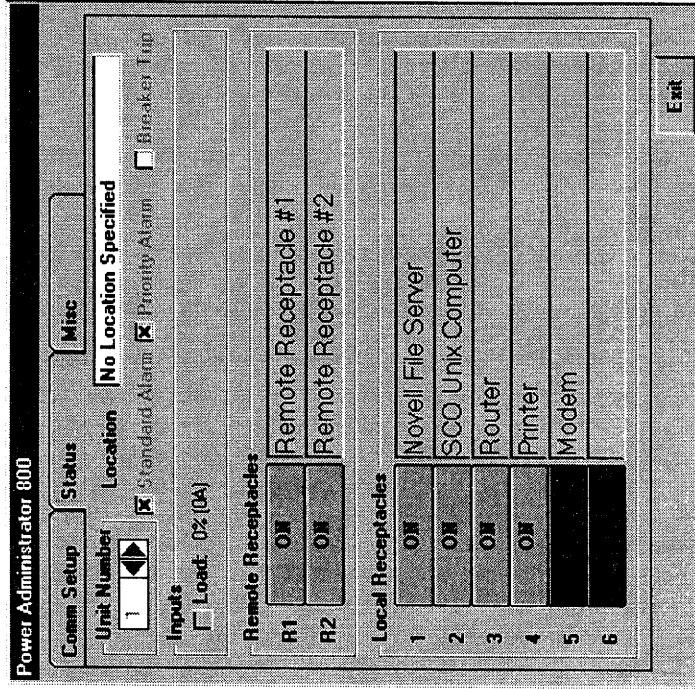 Power Administrator 800
Comm Setup Status Misc
Unit Number Location No Location Specified
1
Standard Alarm Priority Alarm Breaker Trip
Inputs
Load: 0% (0A)
Remote Receptacles
R1 ON Remote Receptacle #1
R2 ON Remote Receptacle #2
Local Receptacles
1 ON Novell File Server
2 ON SCO Unix Computer
3 ON Router
4 ON Printer
5 Modem
6
Exit